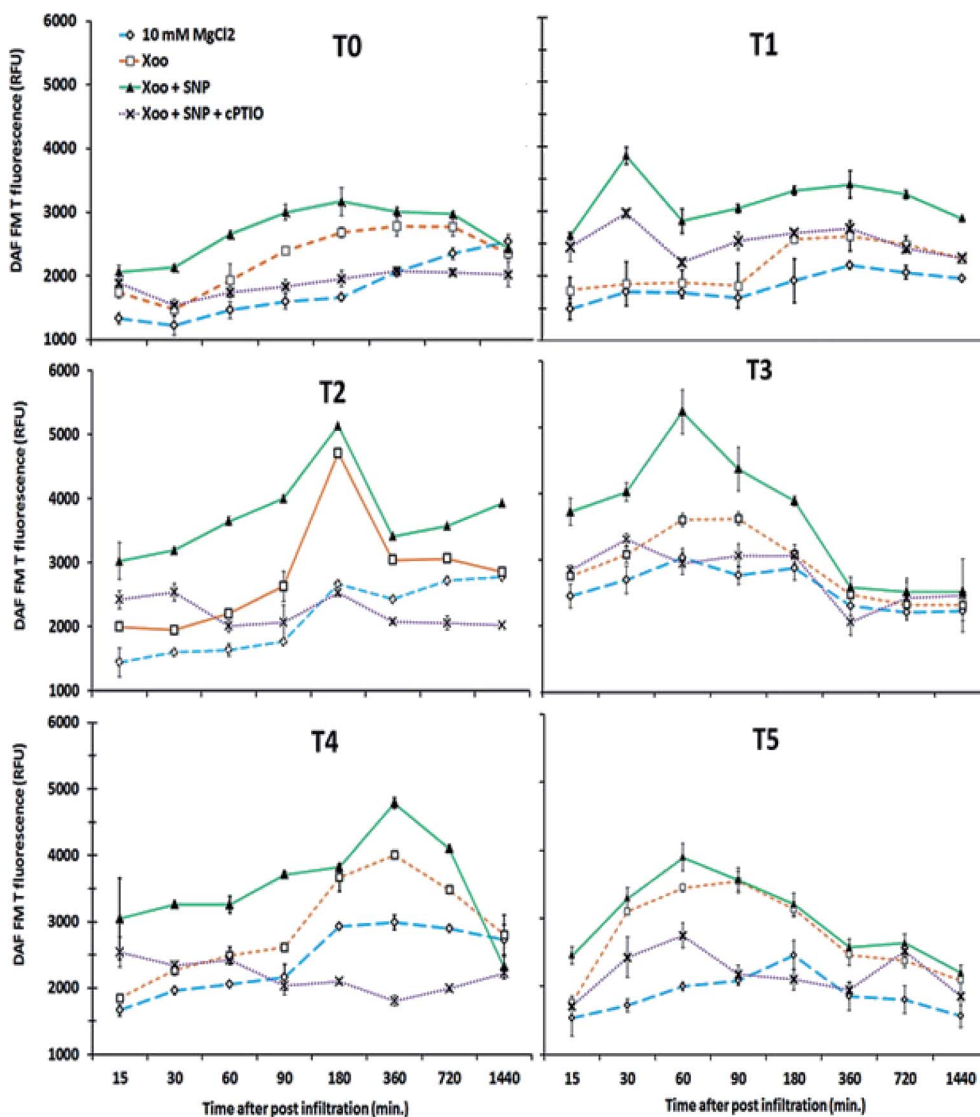 6000
5000
4000
3000
2000
1000
DAF FM T fluorescence (RFU)
10 mM MgCl2
Xoo
Xoo + SNP
Xoo + SNP + cPTIO
T0
T1
6000
5000
4000
3000
2000
1000
DAF FM T fluorescence (RFU)
T2
T3
6000
5000
4000
3000
2000
1000
DAF FM T fluorescence (RFU)
T4
T5
15 30 60 90 180 360 720 1440
15 30 60 90 180 360 720 1440
Time after post infiltration (min.)
Time after post infiltration (min.)